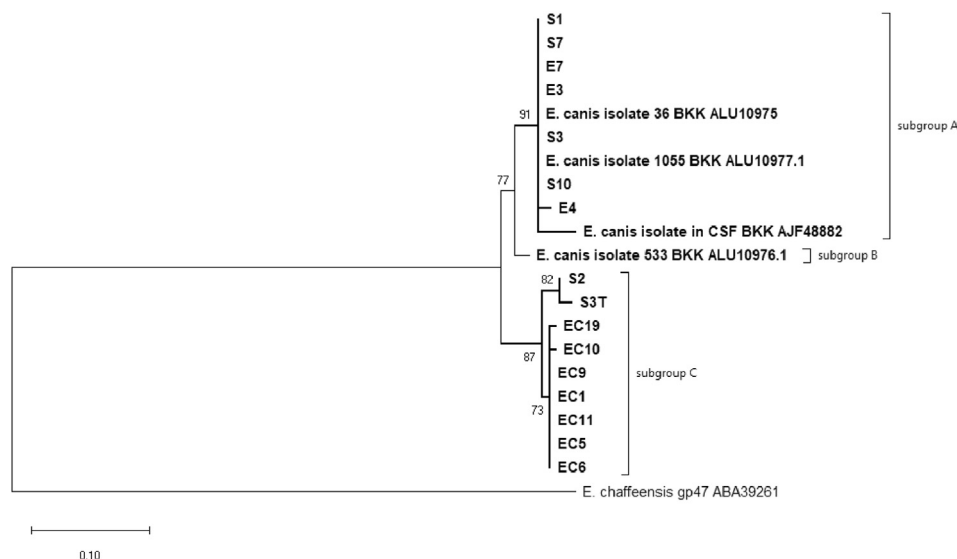 S1
S7
E7
E3
91
E. canis isolate 36 BKK ALU10975
S3
subgroup A
E. canis isolate 1055 BKK ALU10977.1
77
S10
E4
E. canis isolate in CSF BKK AJF48882
E. canis isolate 533 BKK ALU10976.1
subgroup B
82
S2
S3T
EC19
EC10
87
EC9
subgroup C
EC1
73
EC11
EC5
EC6
E. chaffeensis gp47 ABA39261
0.10